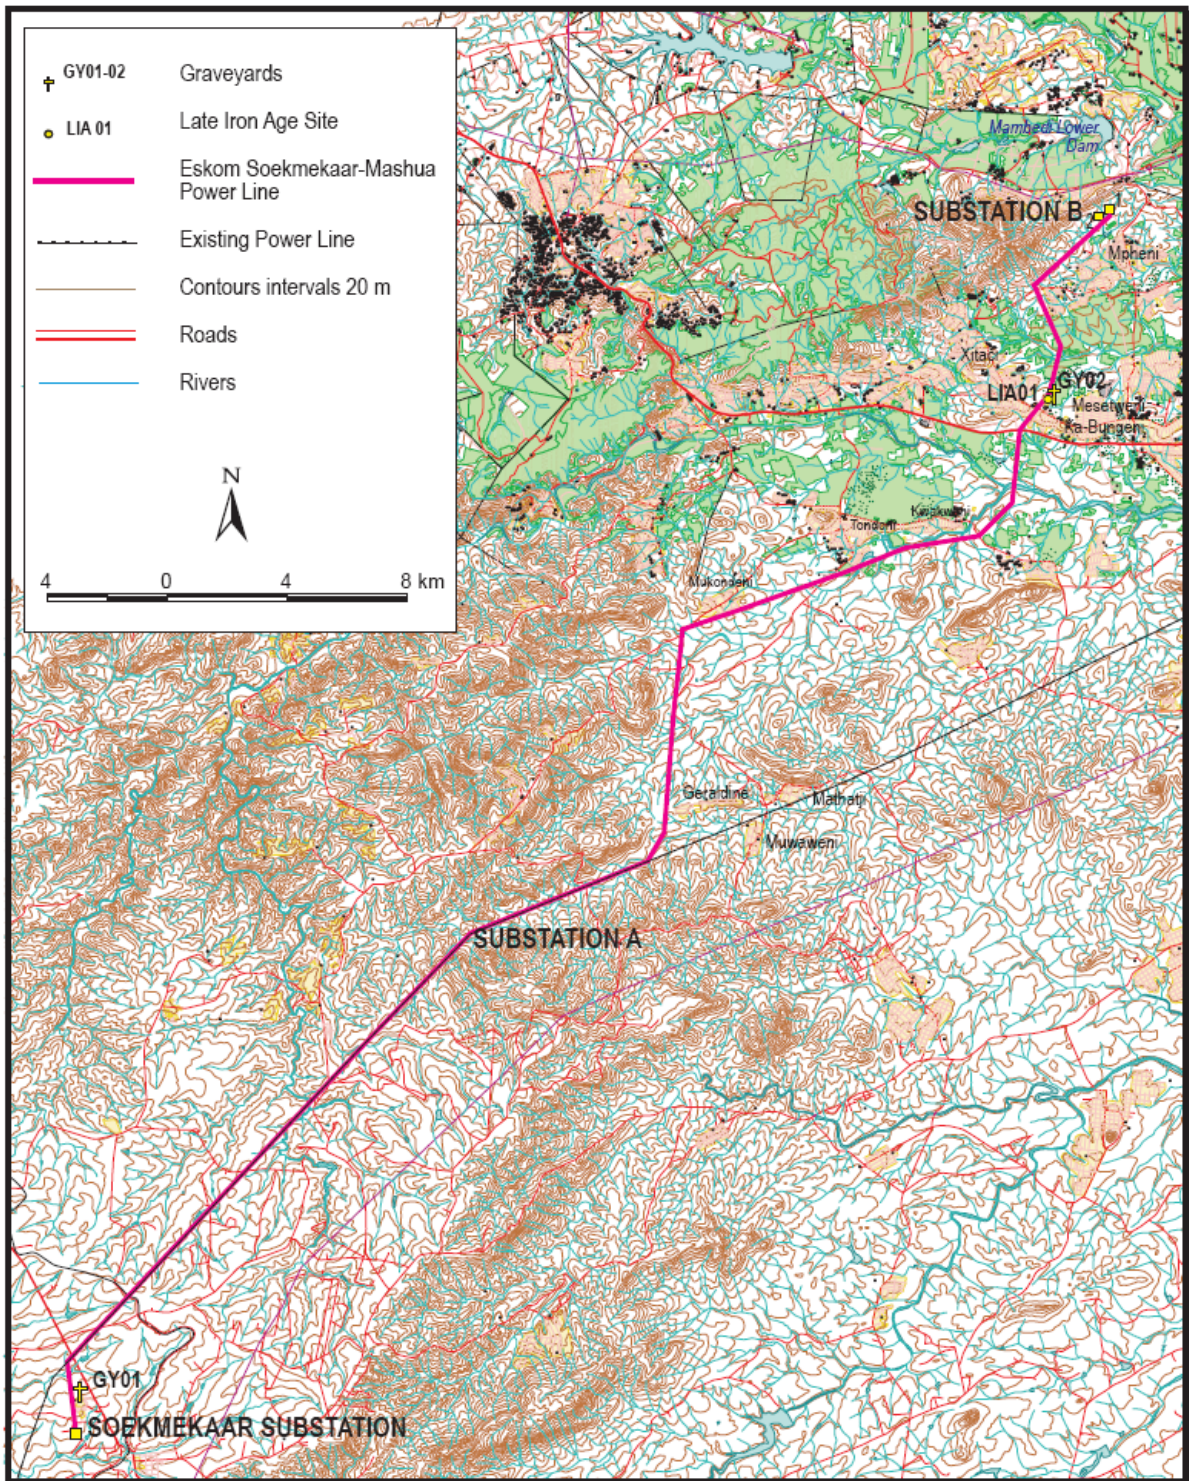 GY01-02 Graveyards
LIA 01 Late Iron Age Site
Eskom Soekmekaar-Mashua
Power Line
Existing Power Line
Contours intervals 20 m
Roads
Rivers
N
4 0 4 8 km
Mambedi Lower
Dam
SUBSTATION B
Mpheni
Xitaci
GY02
LIA01
Mesetweni
Ka-Bungeni
Kwakwani
Tondoni
Mukondeni
Geraldine
Mathatji
Muwaweni
SUBSTATION A
GY01
SOEKMEKAAR SUBSTATION